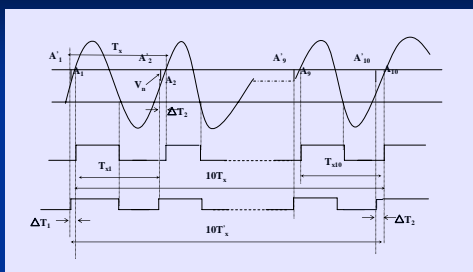 A'1 Tx A'2 A'9 A'10
A1 A2 A9 A10
Vn
ΔT2
Tx1 Tx10
10Tx
ΔT1 ΔT2
10T'x